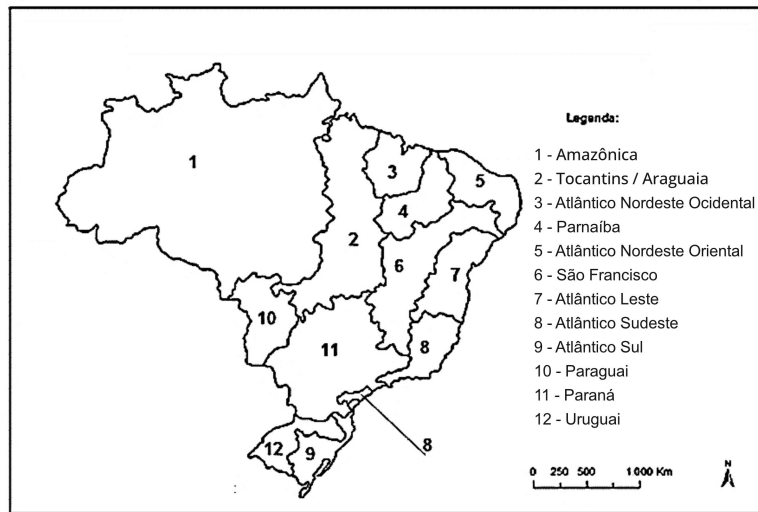 Legenda:
1 - Amazônica
2 - Tocantins / Araguaia
3 - Atlântico Nordeste Ocidental
4 - Parnaíba
5 - Atlântico Nordeste Oriental
6 - São Francisco
7 - Atlântico Leste
8 - Atlântico Sudeste
9 - Atlântico Sul
10 - Paraguai
11 - Paraná
12 - Uruguai
1
3
5
4
2
6
7
10
11
8
12
9
8
0 250 500 1 000 Km
N